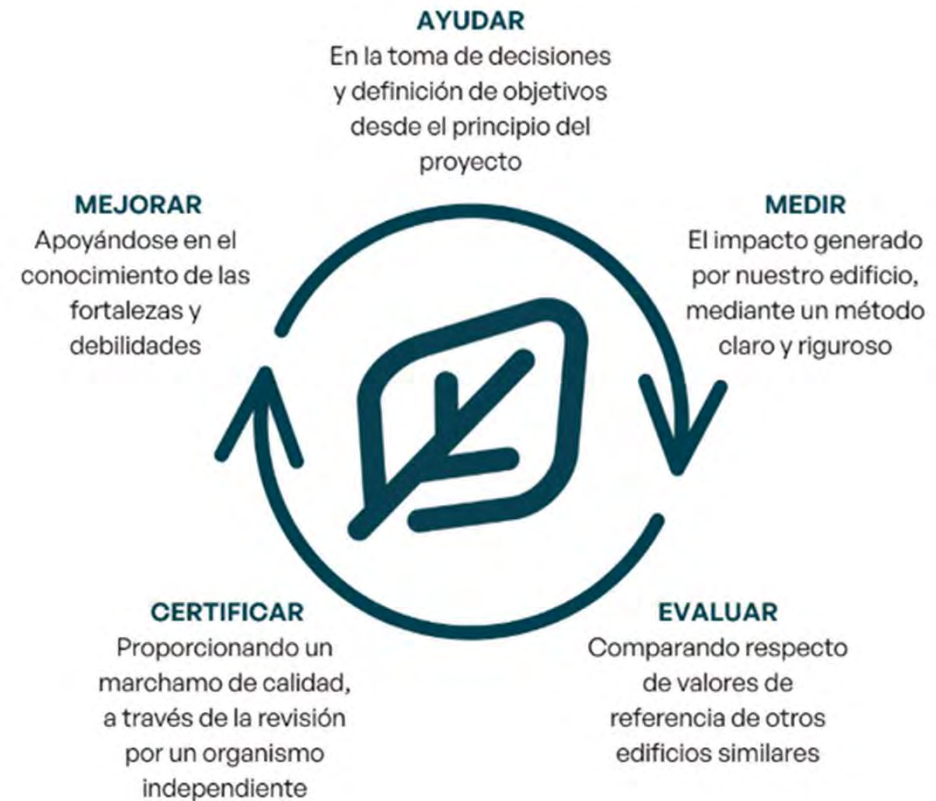 AYUDAR
En la toma de decisiones
y definición de objetivos
desde el principio del
proyecto
MEDIR
El impacto generado
por nuestro edificio,
mediante un método
claro y riguroso
EVALUAR
Comparando respecto
de valores de
referencia de otros
edificios similares
CERTIFICAR
Proporcionando un
marchamo de calidad,
a través de la revisión
por un organismo
independiente
MEJORAR
Apoyándose en el
conocimiento de las
fortalezas y
debilidades